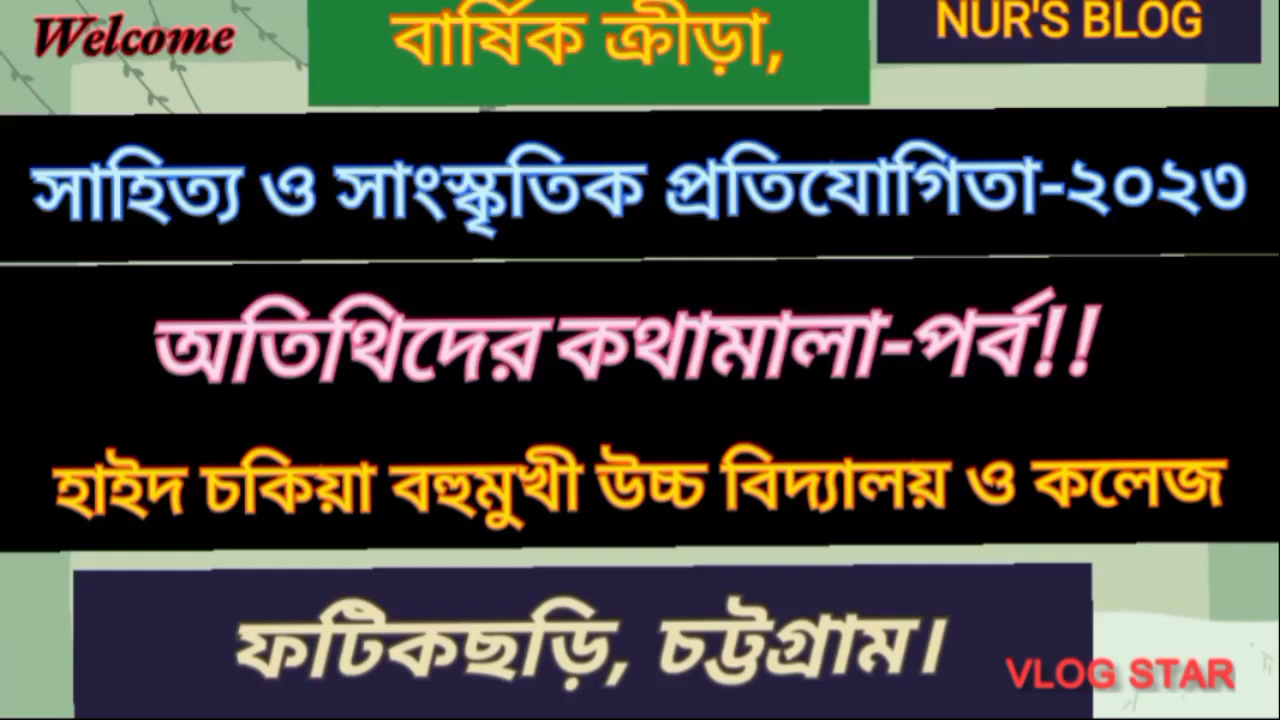 Welcome
বার্ষিক ক্রীড়া,
NUR'S BLOG
সাহিত্য ও সাংস্কৃতিক প্রতিযোগিতা-২০২৩
অতিথিদের কথামালা-পর্ব!!
হাইদ চকিয়া বহুমুখী উচ্চ বিদ্যালয় ও কলেজ
ফটিকছড়ি, চট্টগ্রাম।
VLOG STAR